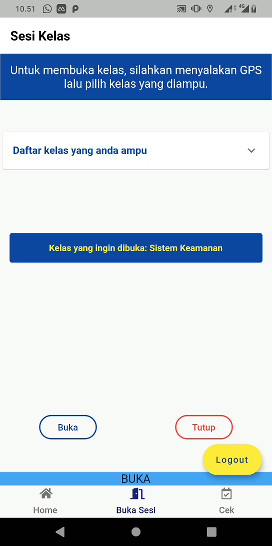 10.51
Sesi Kelas
Untuk membuka kelas, silahkan menyalakan GPS
lalu pilih kelas yang diampu.
Daftar kelas yang anda ampu
Kelas yang ingin dibuka: Sistem Keamanan
Buka
Tutup
Logout
BUKA
Home
Buka Sesi
Cek